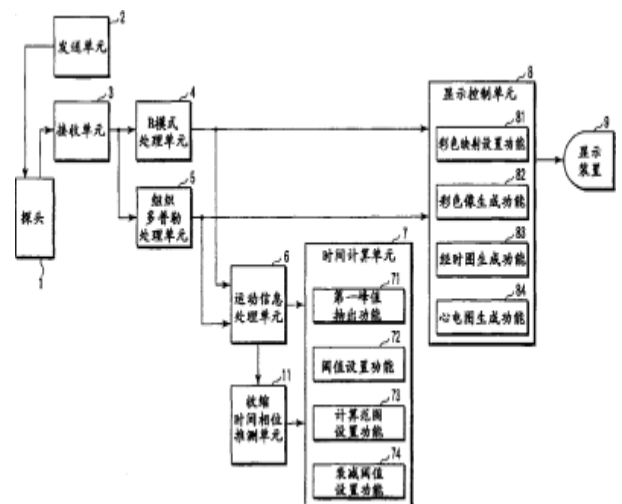 2
发送单元
3
接收单元
4
B模式
处理单元
5
组织
多普勒
处理单元
探头
1
6
运动信息
处理单元
11
收缩
时间相位
推测单元
7
时间计算单元
71
第一峰值
抽出功能
72
阈值设置功能
73
计算范围
设置功能
74
衰减阈值
设置功能
8
显示控制单元
81
彩色映射设置功能
82
彩色像生成功能
83
经时图生成功能
84
心电图生成功能
9
显示
装置